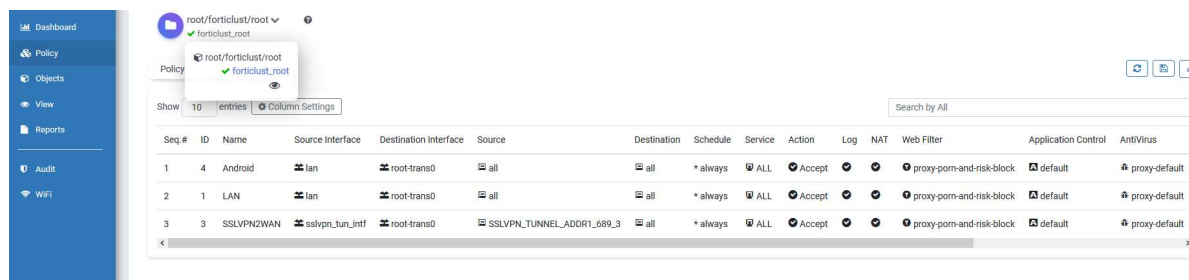 Dashboard
Policy
Objects
View
Reports
Audit
WiFi
root/forticlust/root
forticlust_root
root/forticlust/root
forticlust_root
Policy
Show 10 entries Column Settings
Search by All
Seq.# ID Name Source Interface Destination Interface Source Destination Schedule Service Action Log NAT Web Filter Application Control AntiVirus
1 4 Android lan root-trans0 all all * always ALL Accept proxy-porn-and-risk-block default proxy-default
2 1 LAN lan root-trans0 all all * always ALL Accept proxy-porn-and-risk-block default proxy-default
3 3 SSLVPN2WAN sslvpn_tun_intf root-trans0 SSLVPN_TUNNEL_ADDR1_689_3 all * always ALL Accept proxy-porn-and-risk-block default proxy-default